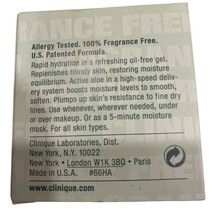 RANCE FREE
Allergy Tested. 100% Fragrance Free.
U.S. Patented Formula.
Rapid hydration in a refreshing oil-free gel.
Replenishes thirsty skin, restoring moisture
equilibrium. Active aloe in a high-speed deliv-
ery system boosts moisture levels to smooth,
soften. Plumps up skin's resistance to fine dry
lines. Use whenever, wherever needed, under
or over makeup. Or as a 5-minute moisture
mask. For all skin types.
Clinique Laboratories, Dist.
New York, N.Y. 10022
New York • London W1K 3BQ • Paris
Made in U.S.A. #66HA
www.clinique.com